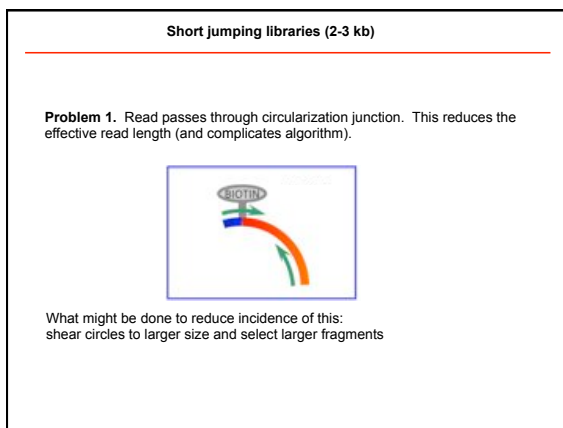 Short jumping libraries (2-3 kb)
Problem 1. Read passes through circularization junction. This reduces the
effective read length (and complicates algorithm).
BIOTIN
What might be done to reduce incidence of this:
shear circles to larger size and select larger fragments